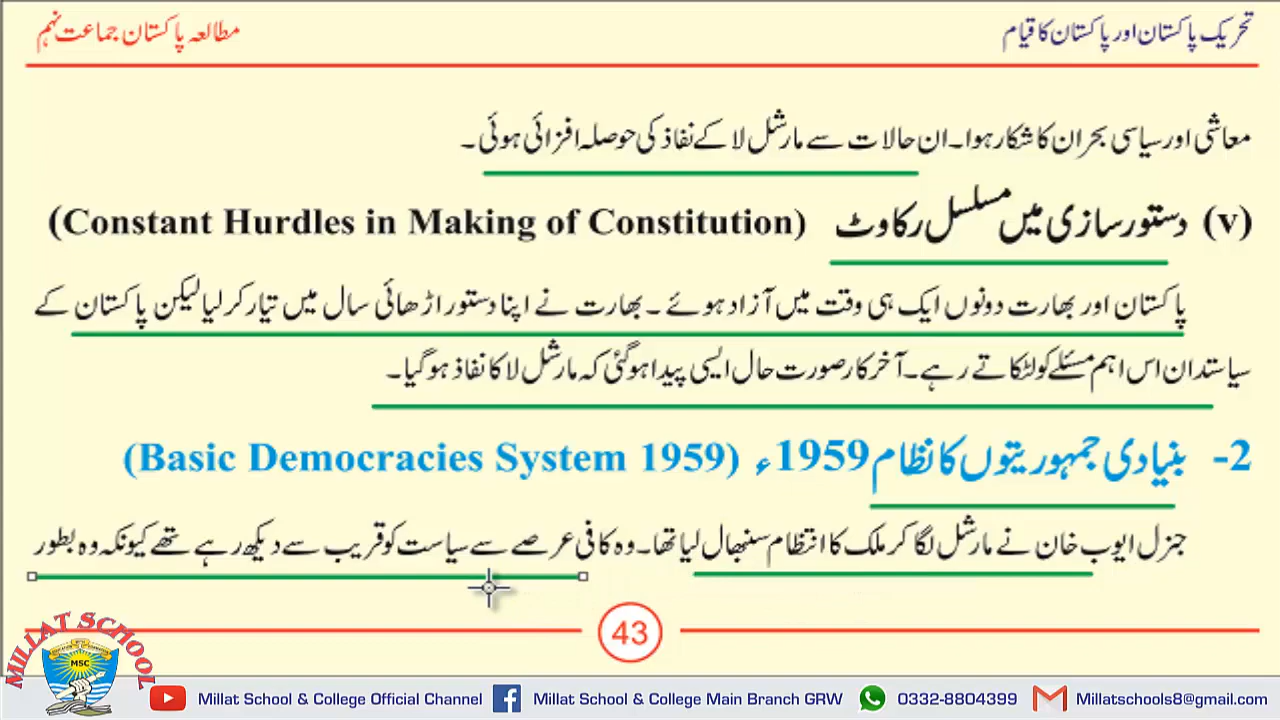 تحریک پاکستان اور پاکستان کا قیام
مطالعہ پاکستان جماعت نہم
معاشی اور سیاسی بحران کا شکار ہوا۔ ان حالات سے مارشل لا کے نفاذ کی حوصلہ افزائی ہوئی۔
(v) دستور سازی میں مسلسل رکاوٹ (Constant Hurdles in Making of Constitution)
پاکستان اور بھارت دونوں ایک ہی وقت میں آزاد ہوئے۔ بھارت نے اپنا دستور اڑھائی سال میں تیار کر لیا لیکن پاکستان کے
سیاستدان اس اہم مسئلے کو لٹکاتے رہے۔ آخر کار صورت حال ایسی پیدا ہو گئی کہ مارشل لا کا نفاذ ہو گیا۔
2- بنیادی جمہوریتوں کا نظام 1959ء (Basic Democracies System 1959)
جنرل ایوب خان نے مارشل لگا کر ملک کا انتظام سنبھال لیا تھا۔ وہ کافی عرصے سے سیاست کو قریب سے دیکھ رہے تھے کیونکہ وہ بطور
43
MILLAT SCHOOL
MSC
Millat School & College Official Channel
Millat School & College Main Branch GRW
0332-8804399
Millatschools8@gmail.com